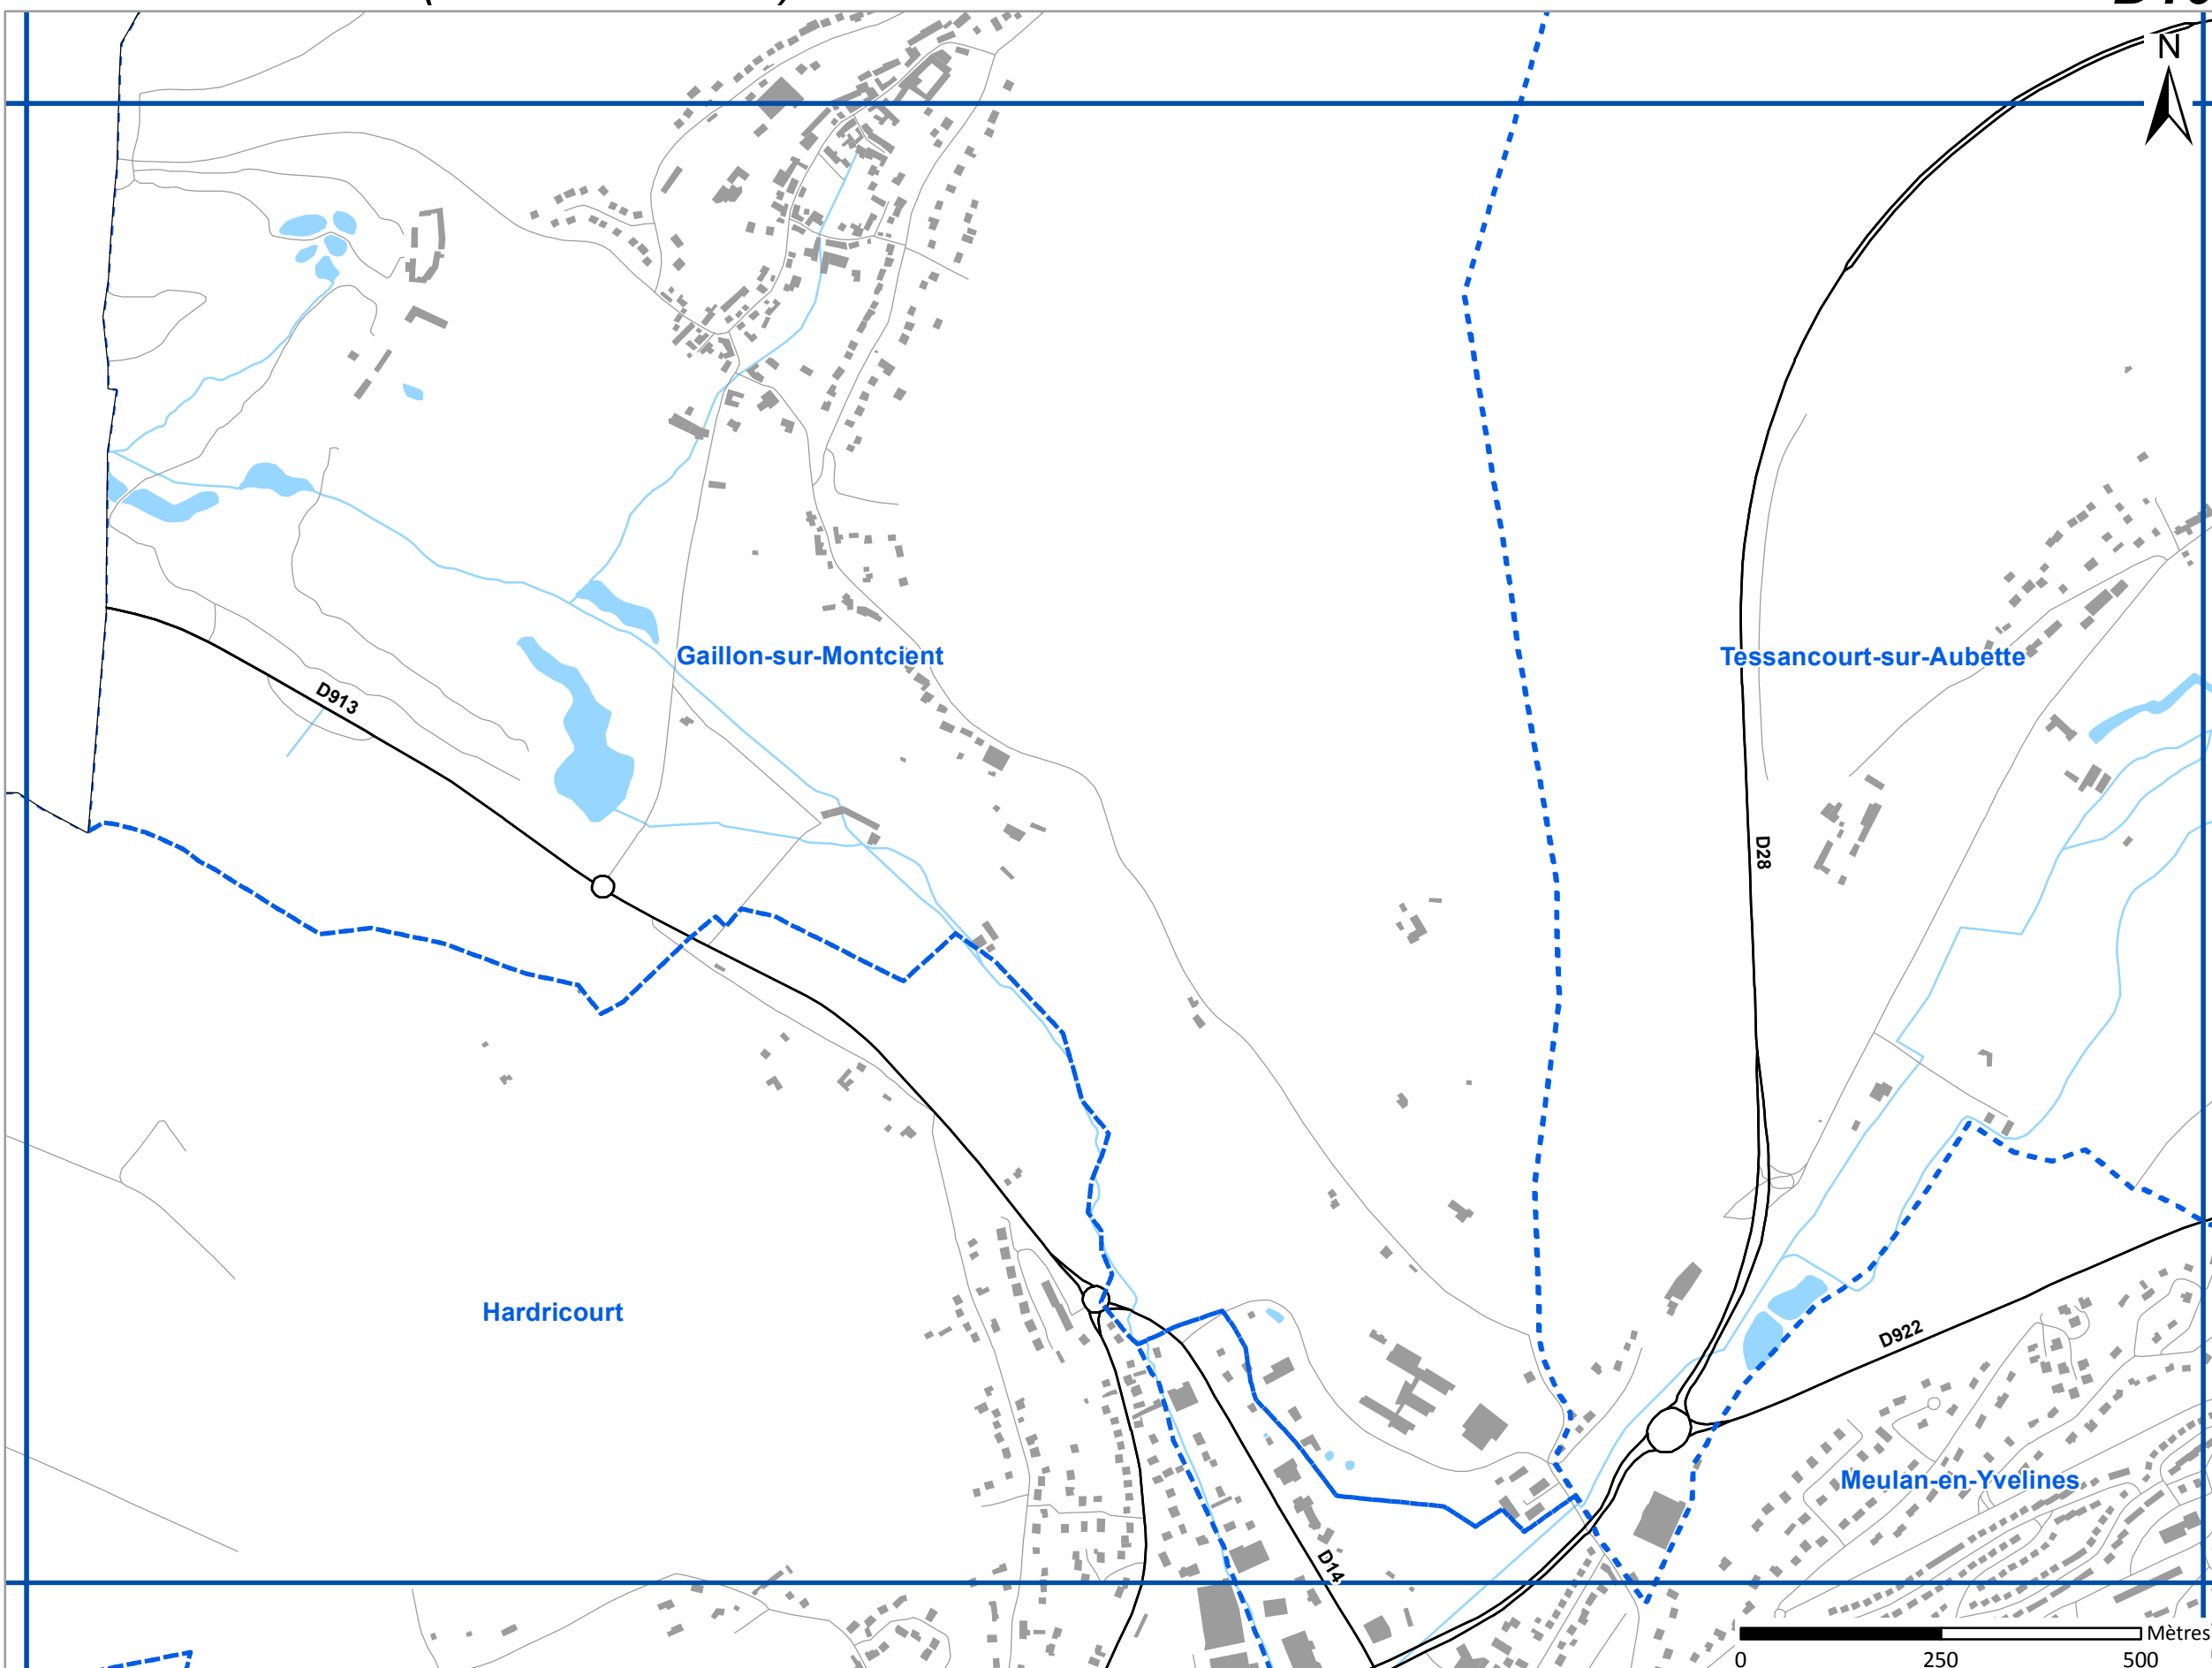 N
Gaillon-sur-Montcient
Tessancourt-sur-Aubette
D913
D28
Hardricourt
D922
Meulan-en-Yvelines
D14
Mètres
0 250 500